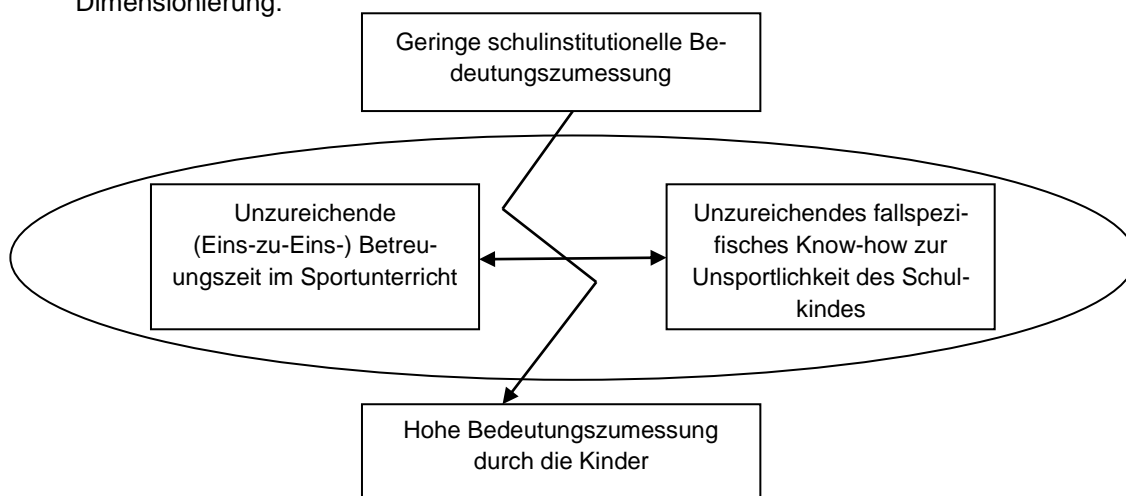 Dimensionierung:
Geringe schulinstitutionelle Be-
deutungszumessung
Unzureichende
(Eins-zu-Eins-) Betreu-
ungszeit im Sportunterricht
Unzureichendes fallspezi-
fisches Know-how zur
Unsportlichkeit des Schul-
kindes
Hohe Bedeutungszumessung
durch die Kinder